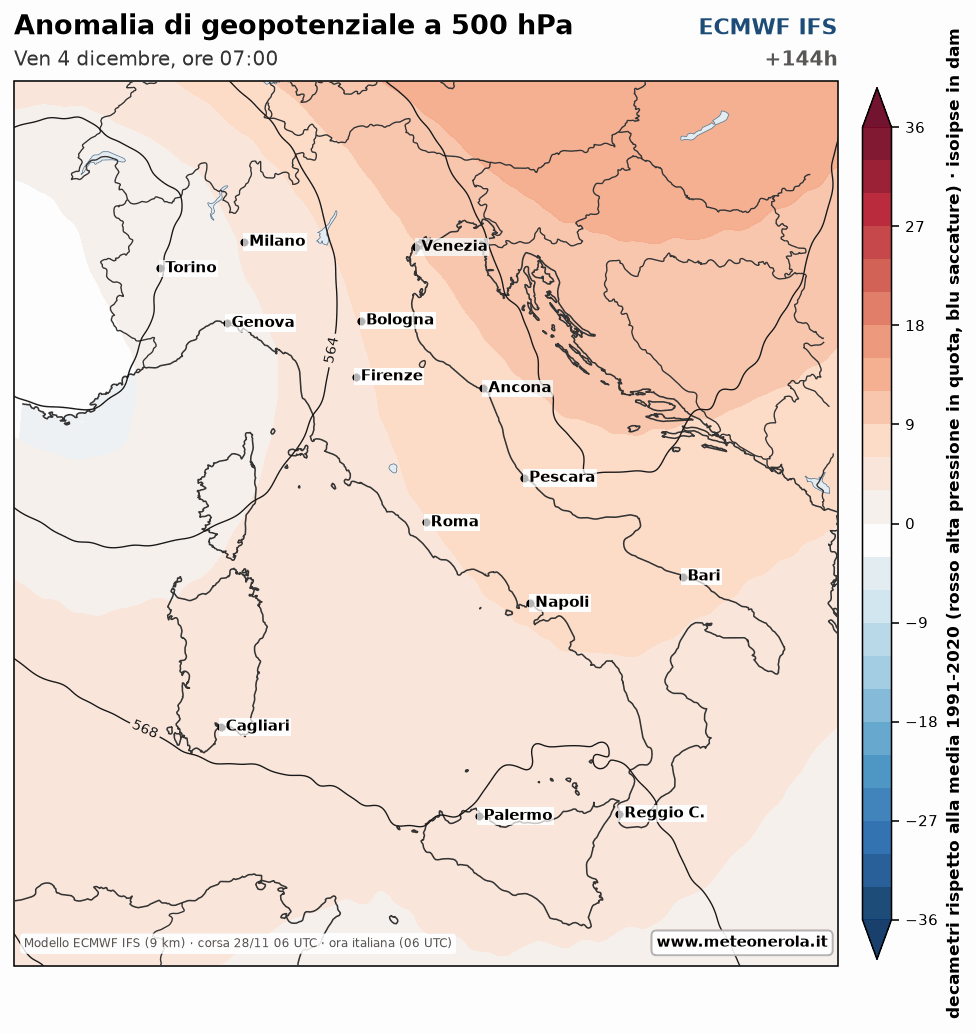 Anomalia di geopotenziale a 500 hPa
ECMWF IFS
Ven 4 dicembre, ore 07:00
+144h
Milano
Venezia
Torino
Genova
Bologna
564
Firenze
Ancona
Pescara
Roma
Bari
Napoli
568
Cagliari
Palermo
Reggio C.
Modello ECMWF IFS (9 km) · corsa 28/11 06 UTC · ora italiana (06 UTC)
www.meteonerola.it
36
27
18
9
0
−9
−18
−27
−36
decametri rispetto alla media 1991-2020 (rosso alta pressione in quota, blu saccature) · isoipse in dam